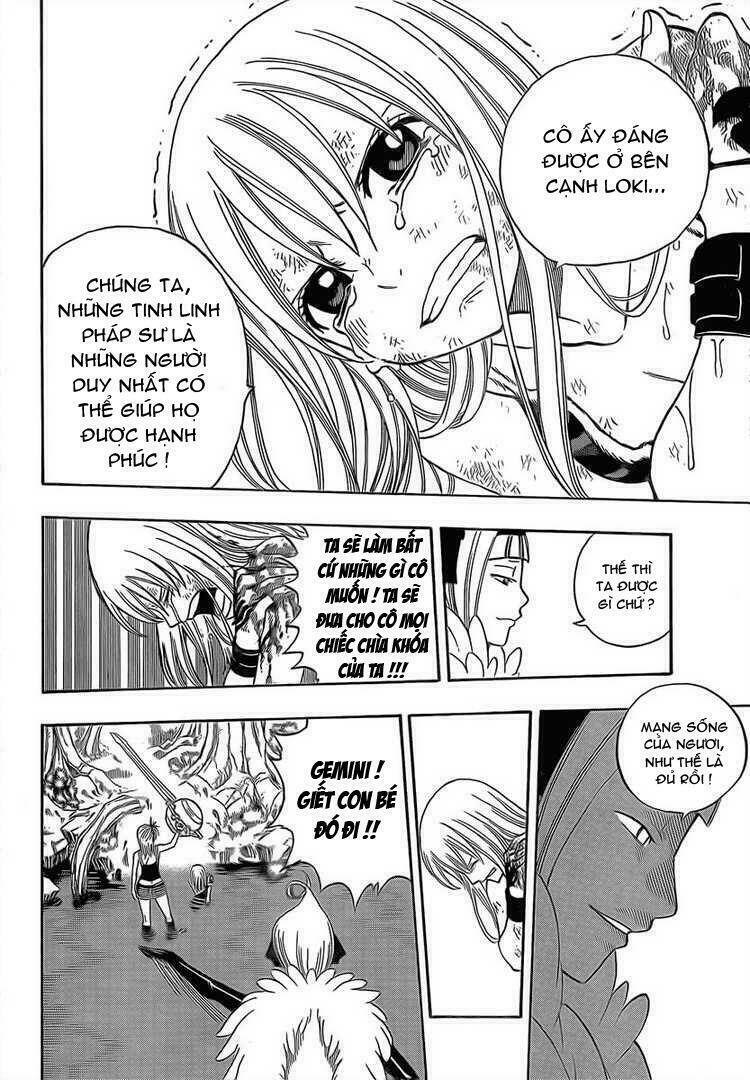 CÔ ẤY ĐÁNG
ĐƯỢC Ở BÊN
CẠNH LOKI...
CHÚNG TA,
NHỮNG TINH LINH
PHÁP SƯ LÀ
NHỮNG NGƯỜI
DUY NHẤT CÓ
THỂ GIÚP HỌ
ĐƯỢC HẠNH
PHÚC !
THẾ THÌ
TA ĐƯỢC
GÌ CHỨ ?
TA SẼ LÀM BẤT
CỨ NHỮNG GÌ CÔ
MUỐN ! TA SẼ
ĐƯA CHO CÔ MỌI
CHIẾC CHÌA KHÓA
CỦA TA !!!
MẠNG SỐNG
CỦA NGƯƠI,
NHƯ THẾ LÀ
ĐỦ RỒI !
GEMINI !
GIẾT CON BÉ
ĐÓ ĐI !!